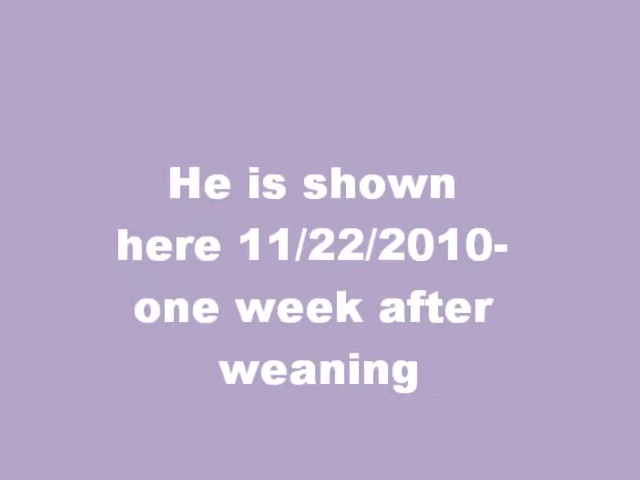 He is shown
here 11/22/2010-
one week after
weaning